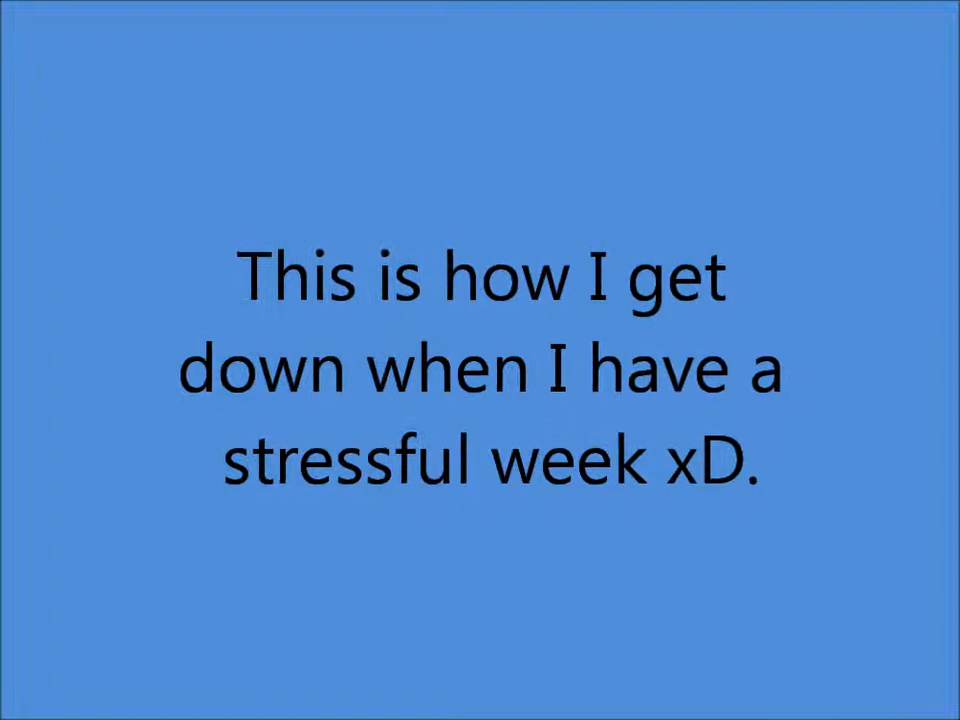 This is how I get
down when I have a
stressful week xD.